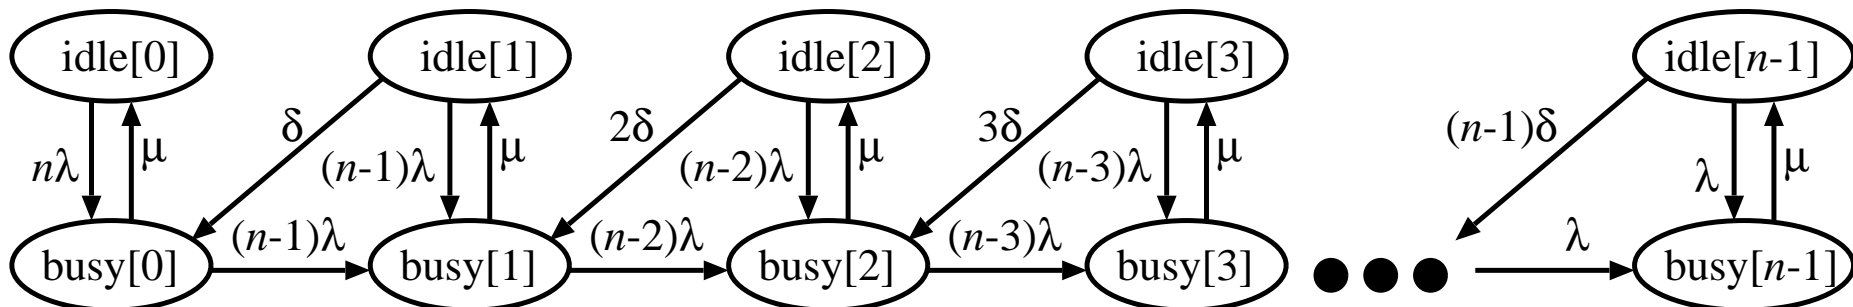 idle[0] idle[1] idle[2] idle[3] idle[n-1]
δ 2δ 3δ (n-1)δ
nλ μ (n-1)λ μ (n-2)λ μ (n-3)λ μ λ μ
(n-1)λ (n-2)λ (n-3)λ λ
busy[0] busy[1] busy[2] busy[3] busy[n-1]